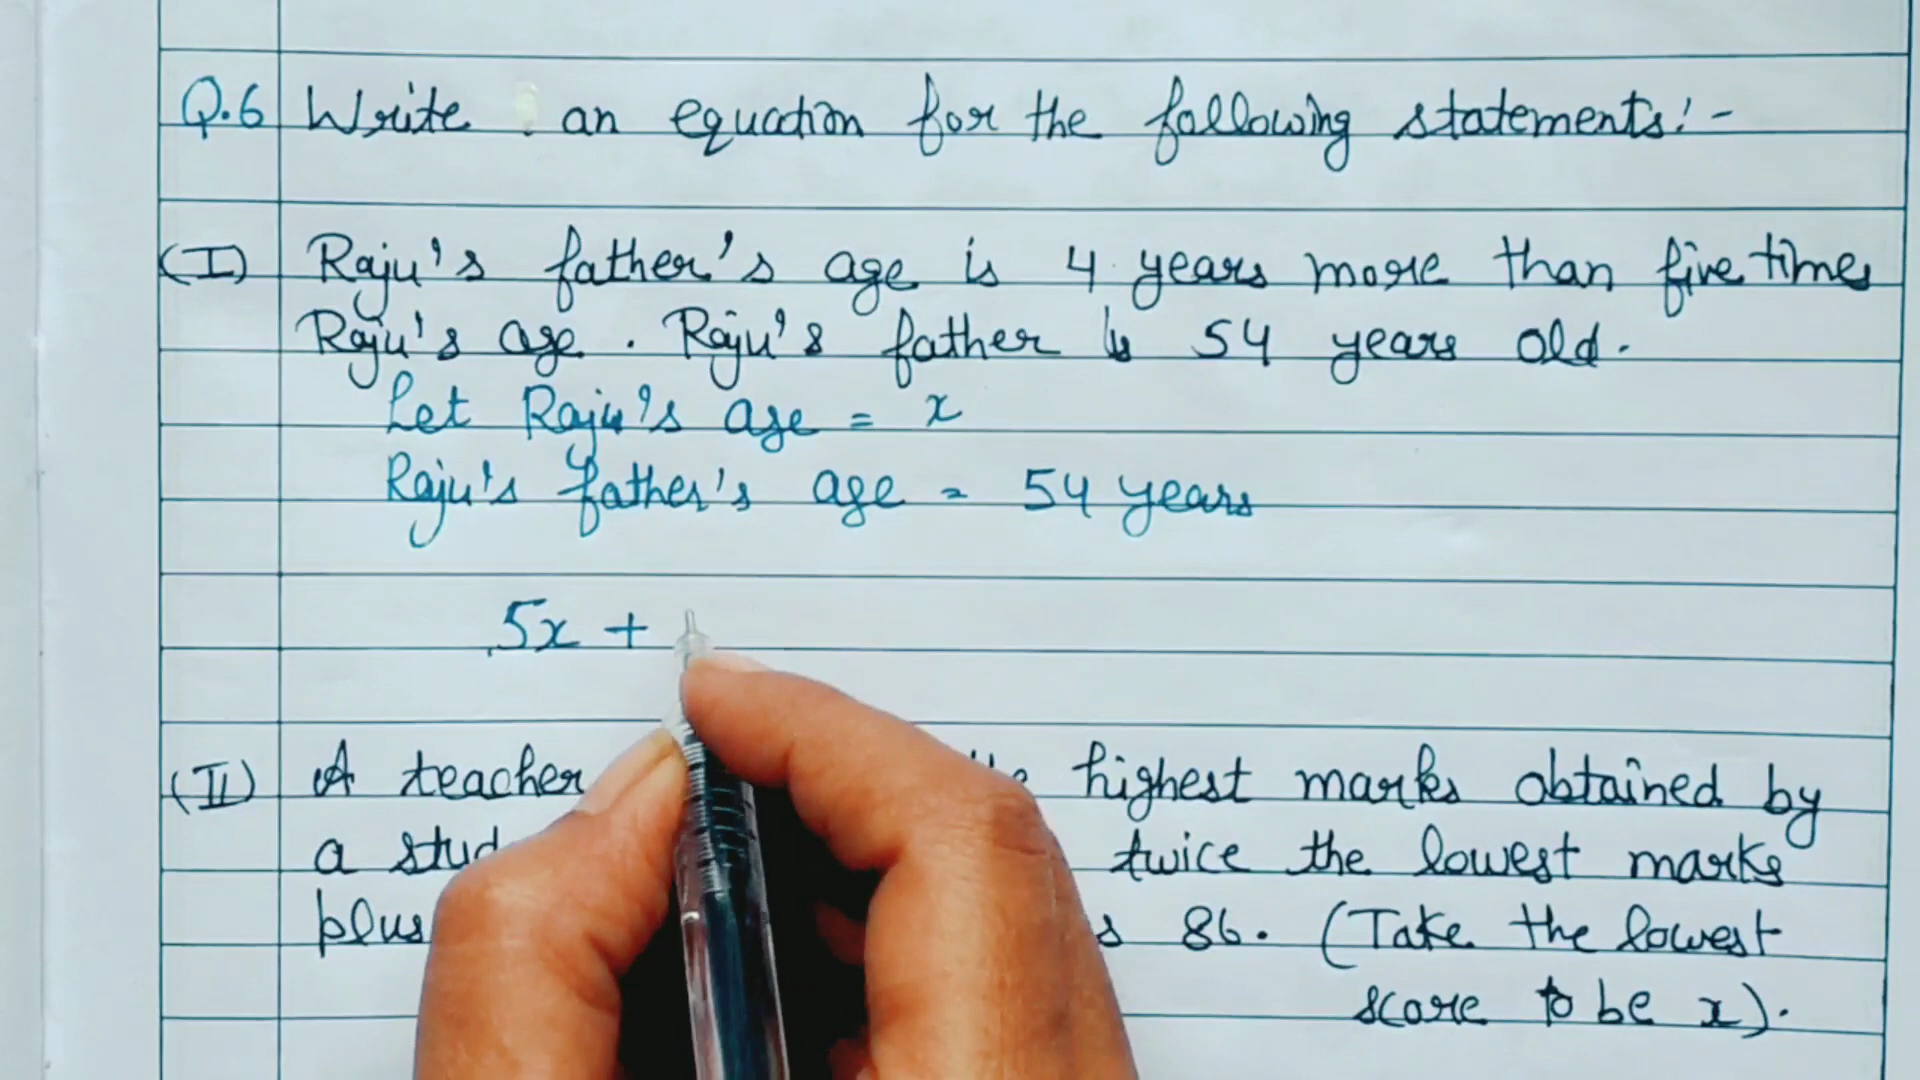 Q.6 Write an equation for the following statements:-
(I) Raju's father's age is 4 years more than five times
Raju's age. Raju's father is 54 years old.
Let Raju's age = x
Raju's father's age = 54 years
5x +
(II) A teacher highest marks obtained by
a twice the lowest marks
plus 86. (Take the lowest
score to be x).